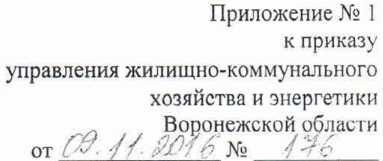 Приложение № 1
к приказу
управления жилищно-коммунального
хозяйства и энергетики
Воронежской области
от 09.11.2016 № 176